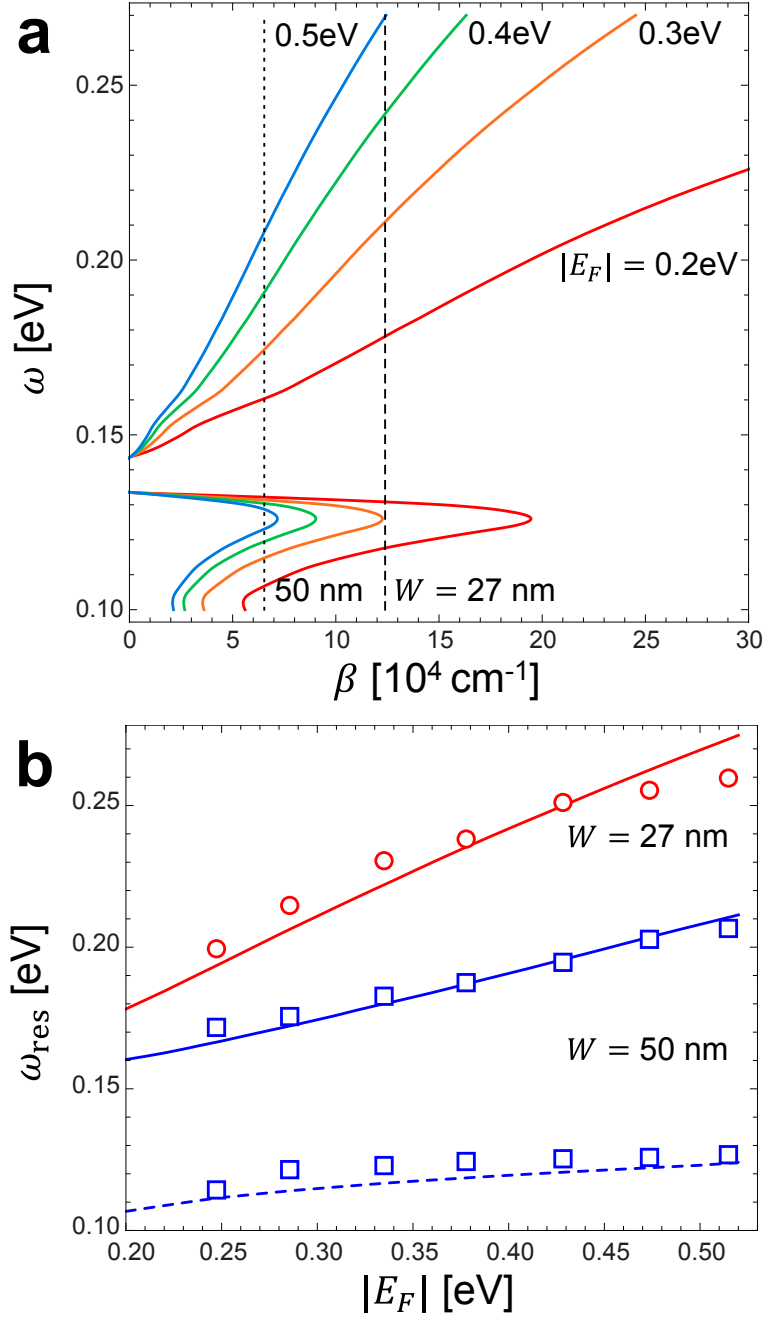 a
0.5eV
0.4eV
0.3eV
0.25
0.20
|E_F| = 0.2eV
ω [eV]
0.15
50 nm
W = 27 nm
0.10
0 5 10 15 20 25 30
β [10⁴ cm⁻¹]
b
0.25
W = 27 nm
0.20
ω_res [eV]
W = 50 nm
0.15
0.10
0.20 0.25 0.30 0.35 0.40 0.45 0.50
|E_F| [eV]